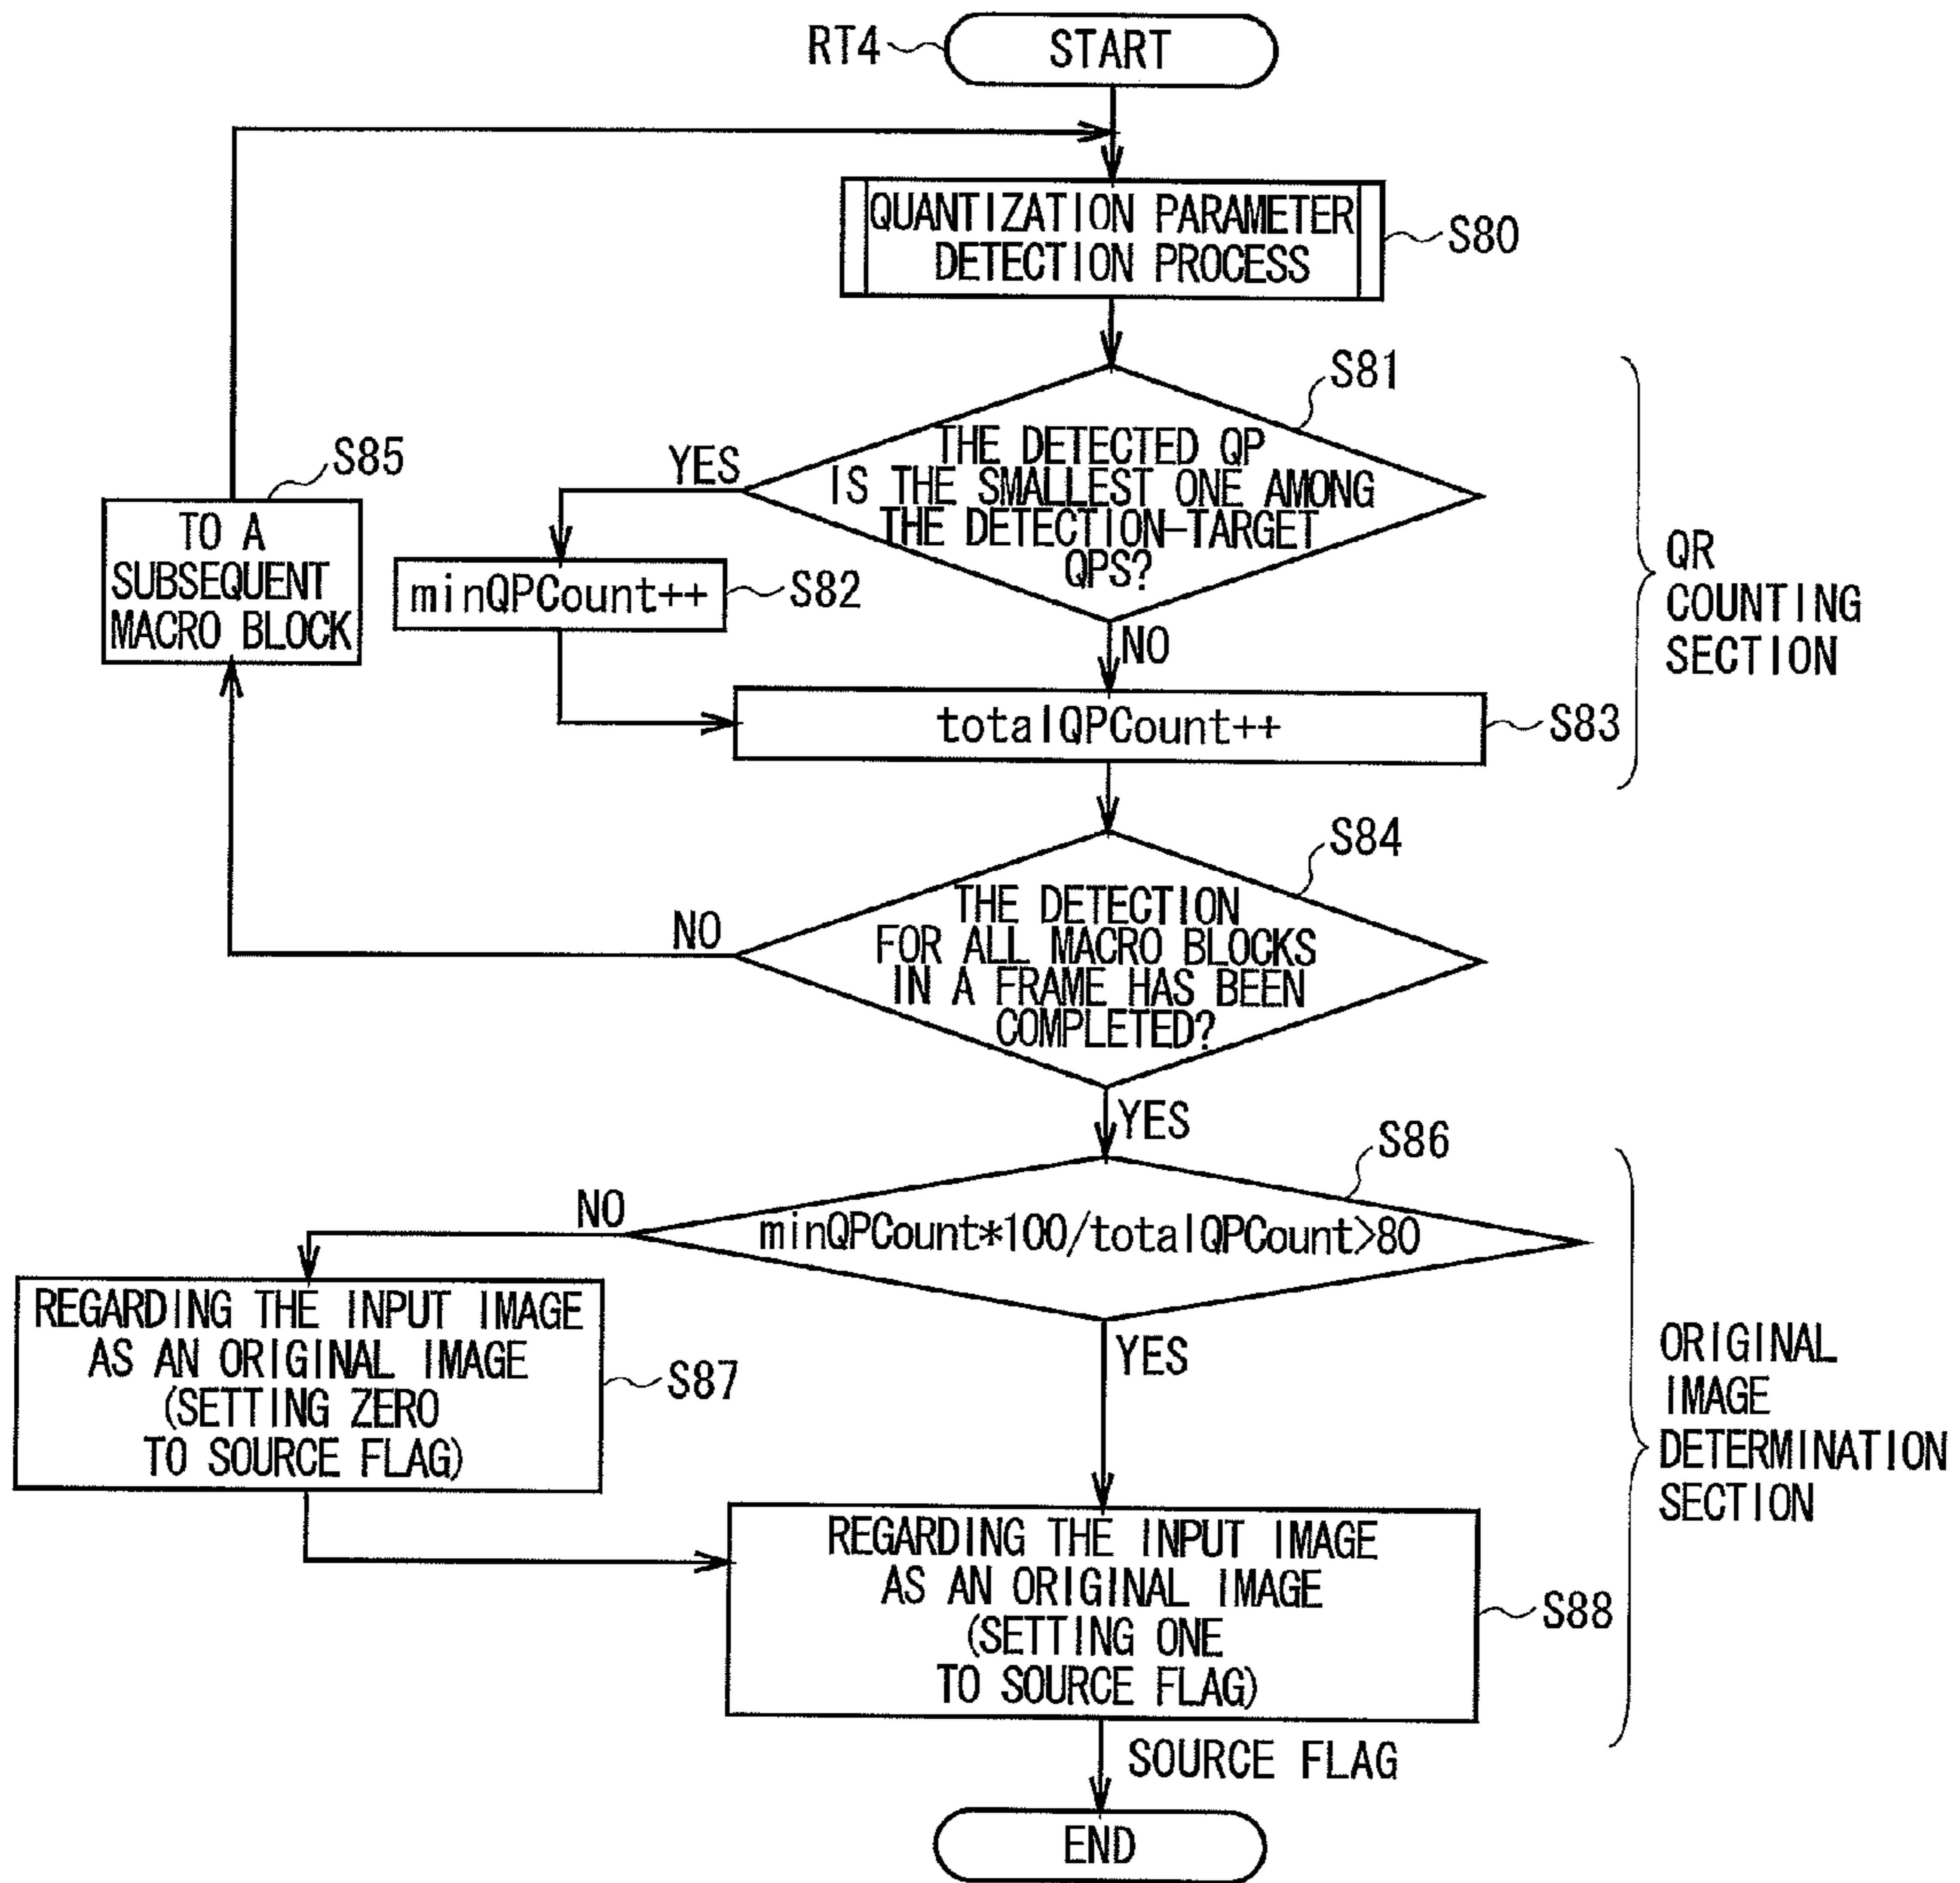 RT4
START
QUANTIZATION PARAMETER
DETECTION PROCESS
S80
S81
THE DETECTED QP
IS THE SMALLEST ONE AMONG
THE DETECTION-TARGET
QPS?
YES
NO
S85
TO A
SUBSEQUENT
MACRO BLOCK
minQPCount++
S82
totalQPCount++
S83
QR
COUNTING
SECTION
S84
THE DETECTION
FOR ALL MACRO BLOCKS
IN A FRAME HAS BEEN
COMPLETED?
NO
YES
S86
minQPCount*100/totalQPCount>80
NO
YES
REGARDING THE INPUT IMAGE
AS AN ORIGINAL IMAGE
(SETTING ZERO
TO SOURCE FLAG)
S87
REGARDING THE INPUT IMAGE
AS AN ORIGINAL IMAGE
(SETTING ONE
TO SOURCE FLAG)
S88
ORIGINAL
IMAGE
DETERMINATION
SECTION
SOURCE FLAG
END